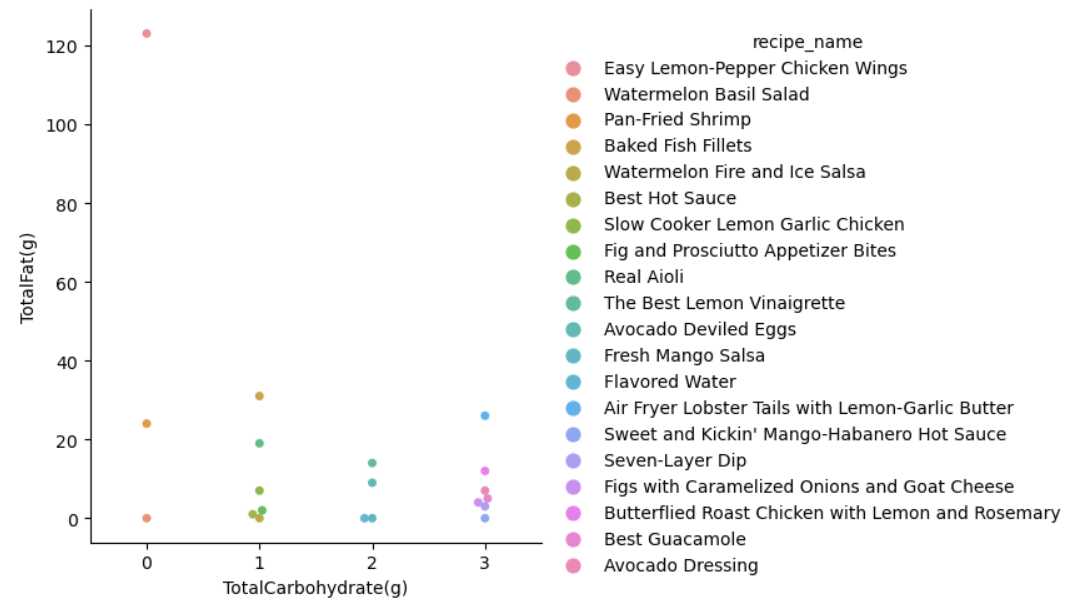 120
100
80
60
40
20
0
TotalFat(g)
0 1 2 3
TotalCarbohydrate(g)
recipe_name
Easy Lemon-Pepper Chicken Wings
Watermelon Basil Salad
Pan-Fried Shrimp
Baked Fish Fillets
Watermelon Fire and Ice Salsa
Best Hot Sauce
Slow Cooker Lemon Garlic Chicken
Fig and Prosciutto Appetizer Bites
Real Aioli
The Best Lemon Vinaigrette
Avocado Deviled Eggs
Fresh Mango Salsa
Flavored Water
Air Fryer Lobster Tails with Lemon-Garlic Butter
Sweet and Kickin' Mango-Habanero Hot Sauce
Seven-Layer Dip
Figs with Caramelized Onions and Goat Cheese
Butterflied Roast Chicken with Lemon and Rosemary
Best Guacamole
Avocado Dressing